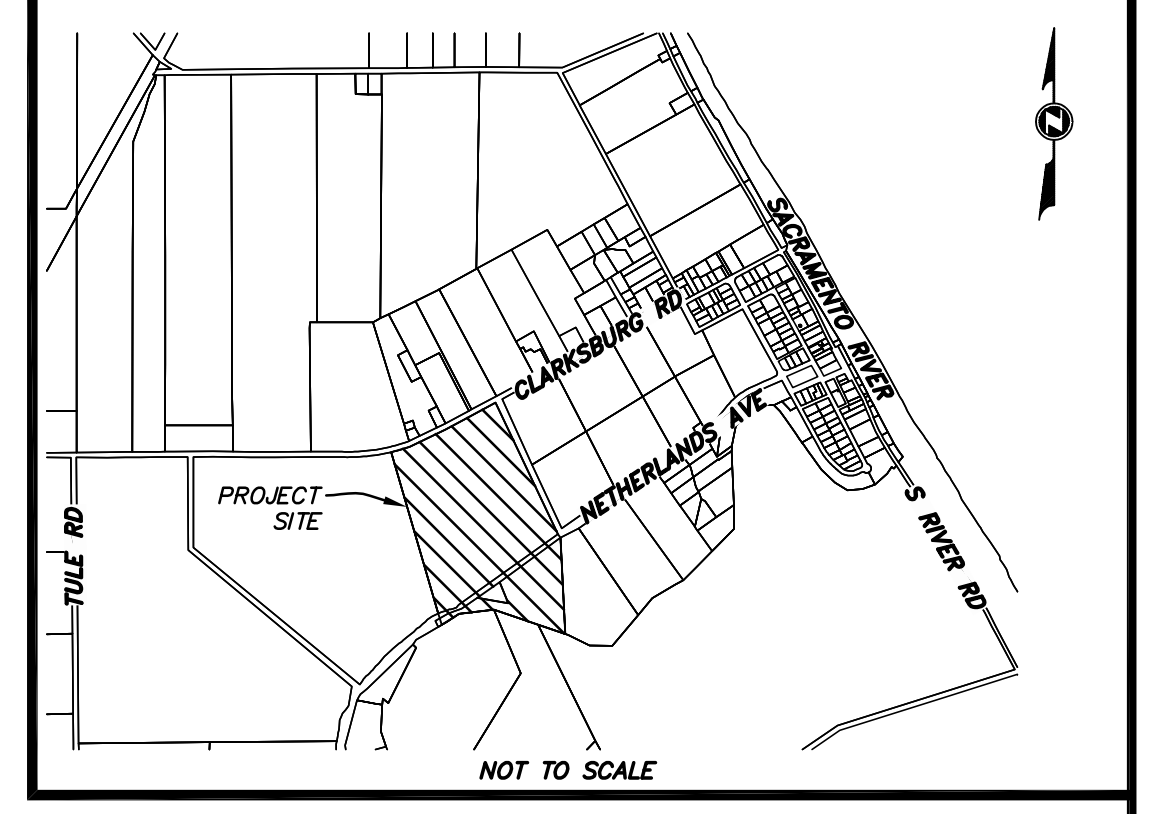 SACRAMENTO RIVER
CLARKSBURG RD
NETHERLANDS AVE
PROJECT
SITE
TULE RD
S RIVER RD
NOT TO SCALE
N